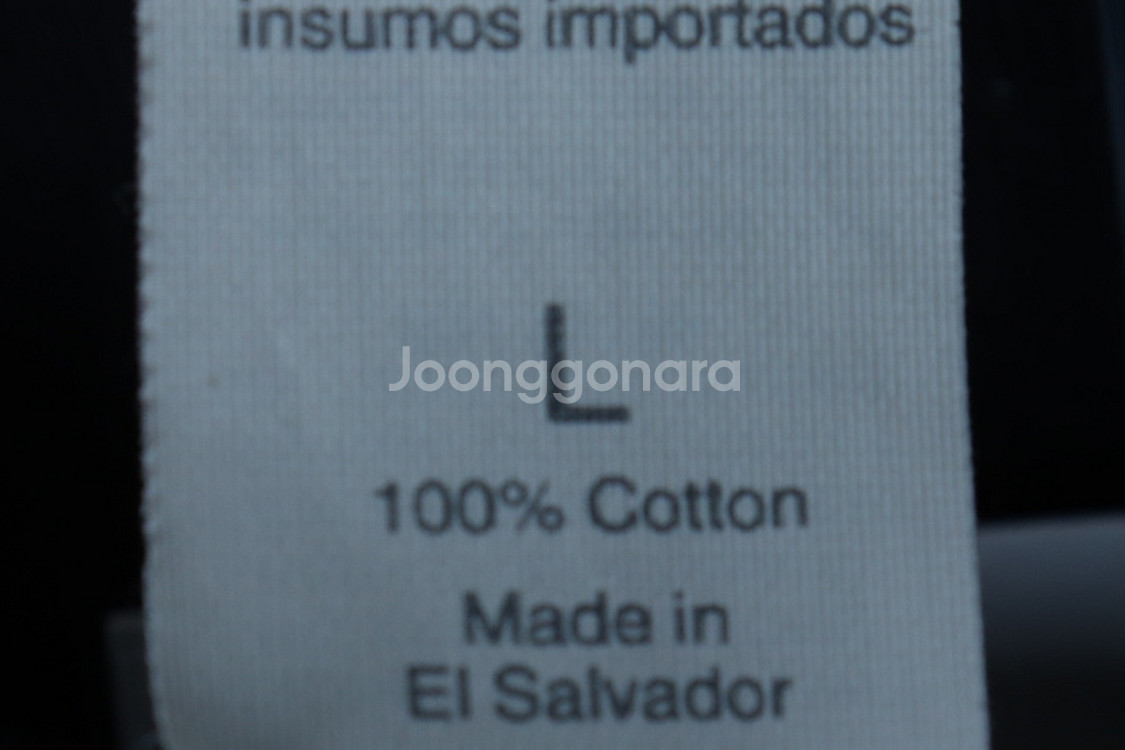 insumos importados
L
Joonggonara
100% Cotton
Made in
El Salvador